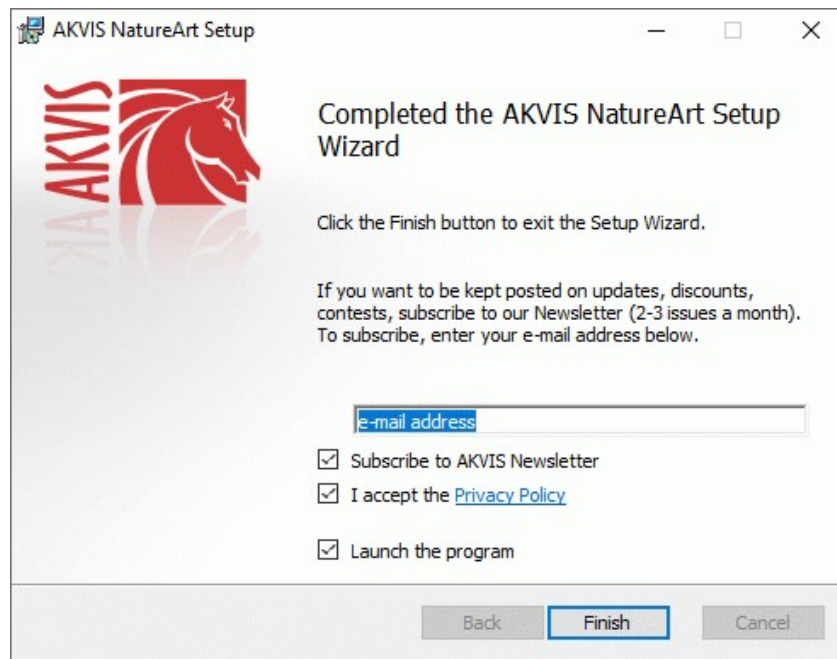 AKVIS NatureArt Setup
AKVIS
Completed the AKVIS NatureArt Setup
Wizard
Click the Finish button to exit the Setup Wizard.
If you want to be kept posted on updates, discounts,
contests, subscribe to our Newsletter (2-3 issues a month).
To subscribe, enter your e-mail address below.
e-mail address
Subscribe to AKVIS Newsletter
I accept the Privacy Policy
Launch the program
Back
Finish
Cancel